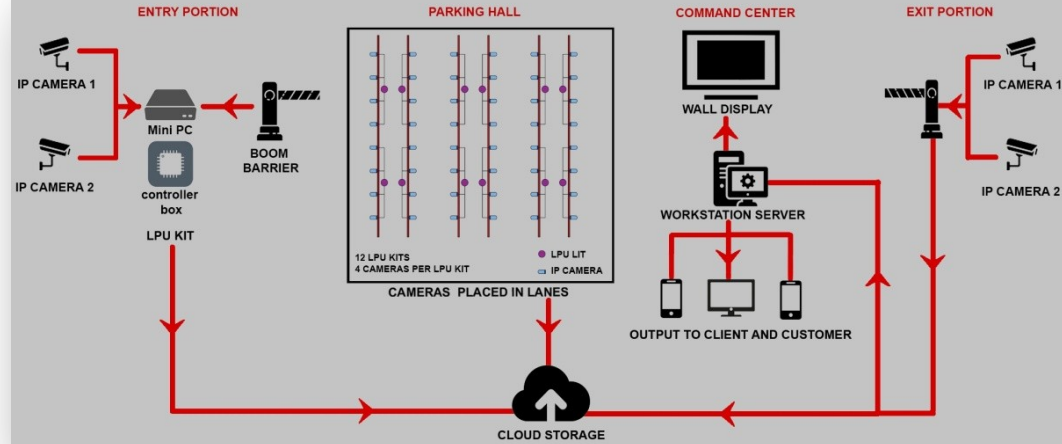 ENTRY PORTION
PARKING HALL
COMMAND CENTER
EXIT PORTION
IP CAMERA 1
IP CAMERA 2
Mini PC
controller
box
LPU KIT
BOOM
BARRIER
12 LPU KITS
4 CAMERAS PER LPU KIT
LPU LIT
IP CAMERA
CAMERAS PLACED IN LANES
WALL DISPLAY
WORKSTATION SERVER
OUTPUT TO CLIENT AND CUSTOMER
IP CAMERA 1
IP CAMERA 2
CLOUD STORAGE